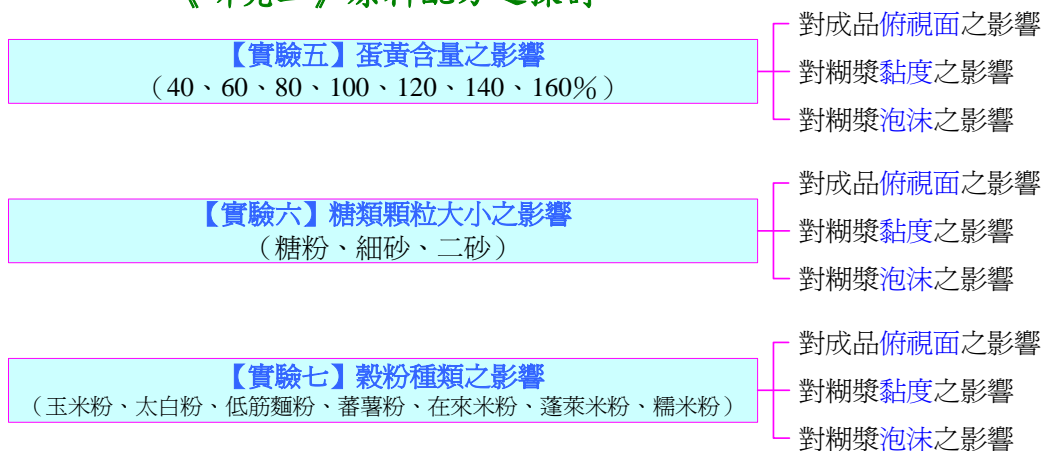 原料配方之探討
【實驗五】蛋黃含量之影響
（40、60、80、100、120、140、160%）
對成品俯視面之影響
對糊漿黏度之影響
對糊漿泡沫之影響
【實驗六】糖類顆粒大小之影響
（糖粉、細砂、二砂）
對成品俯視面之影響
對糊漿黏度之影響
對糊漿泡沫之影響
【實驗七】穀粉種類之影響
（玉米粉、太白粉、低筋麵粉、蕃薯粉、在來米粉、蓬萊米粉、糯米粉）
對成品俯視面之影響
對糊漿黏度之影響
對糊漿泡沫之影響